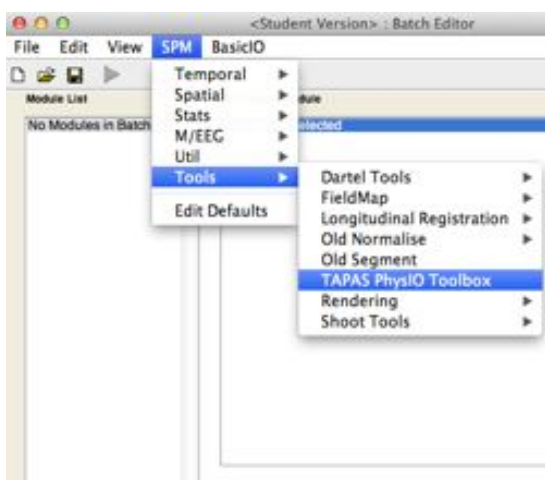 <Student Version> : Batch Editor
File Edit View SPM BasicIO
Module List
No Modules in Batch
Temporal
Spatial
Stats
M/EEG
Util
Tools
Edit Defaults
Dartel Tools
FieldMap
Longitudinal Registration
Old Normalise
Old Segment
TAPAS PhysIO Toolbox
Rendering
Shoot Tools